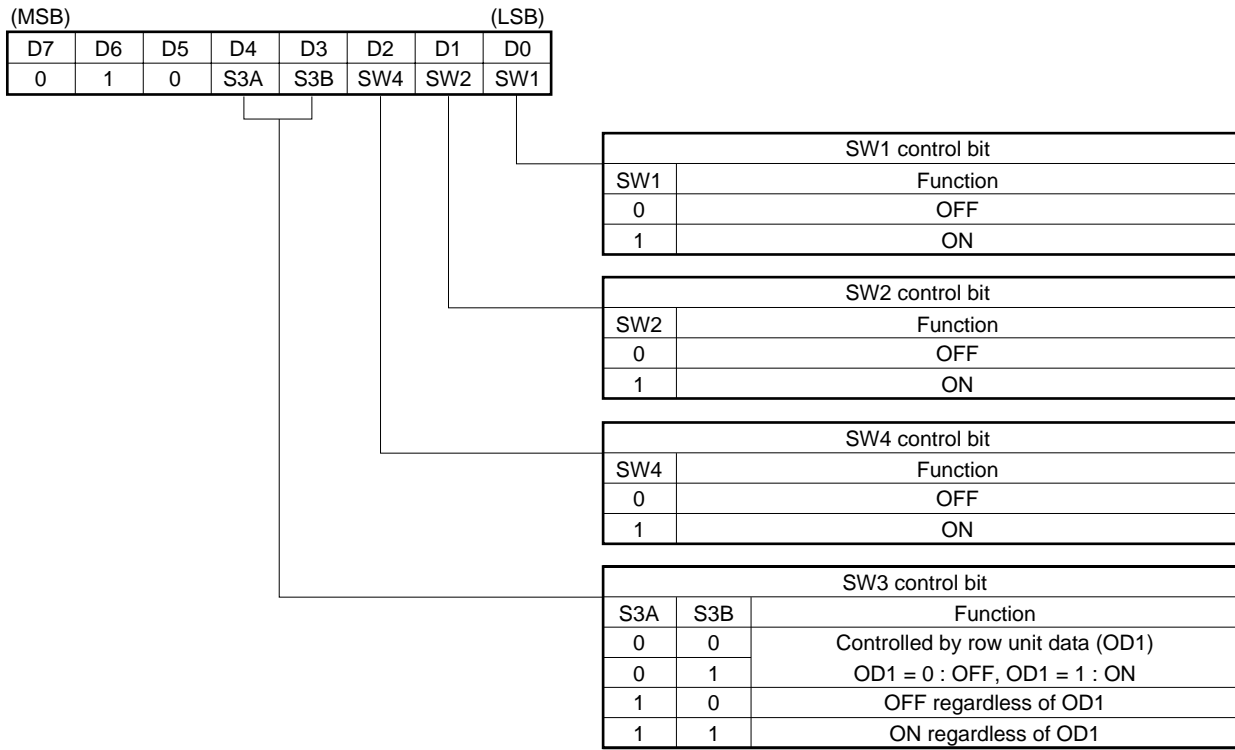 (MSB) (LSB)
D7 D6 D5 D4 D3 D2 D1 D0
0 1 0 S3A S3B SW4 SW2 SW1
SW1 control bit
SW1 Function
0 OFF
1 ON
SW2 control bit
SW2 Function
0 OFF
1 ON
SW4 control bit
SW4 Function
0 OFF
1 ON
SW3 control bit
S3A S3B Function
0 0 Controlled by row unit data (OD1)
0 1 OD1 = 0 : OFF, OD1 = 1 : ON
1 0 OFF regardless of OD1
1 1 ON regardless of OD1